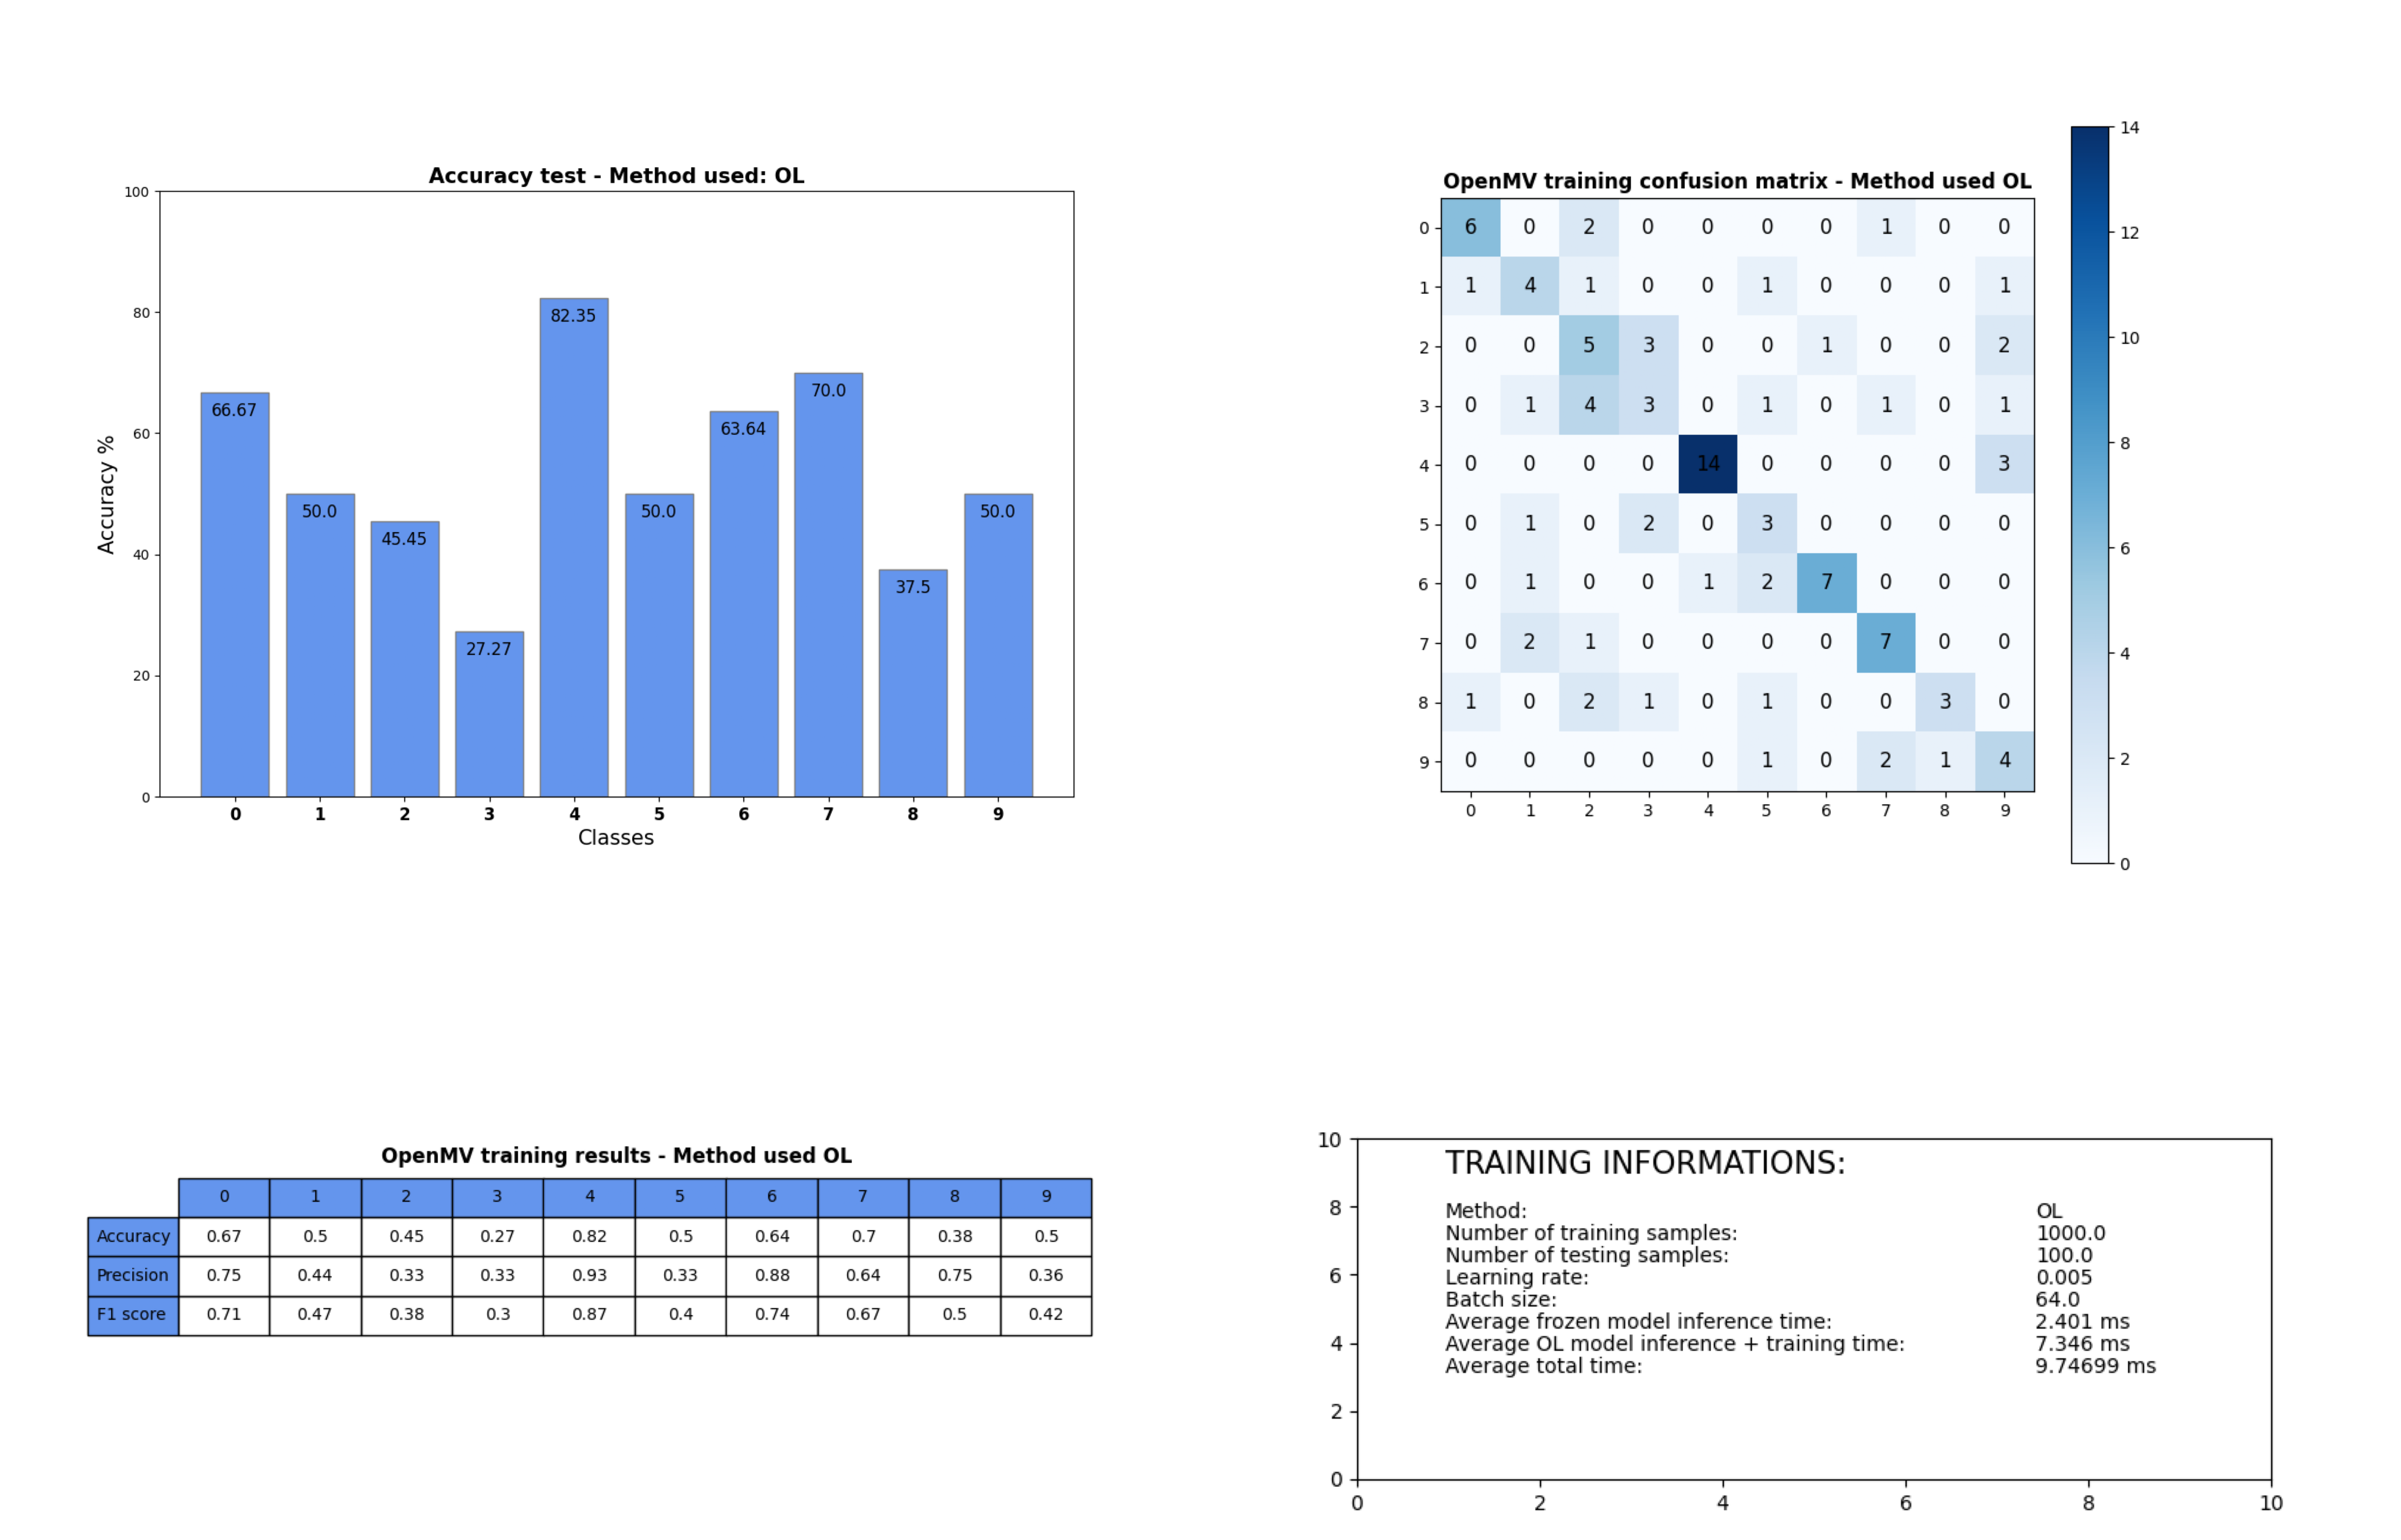 Accuracy test - Method used: OL
100
80
60
40
20
0
Accuracy %
66.67
50.0
45.45
27.27
82.35
50.0
63.64
70.0
37.5
50.0
0 1 2 3 4 5 6 7 8 9
Classes
OpenMV training confusion matrix - Method used OL
0 6 0 2 0 0 0 0 1 0 0
1 1 4 1 0 0 1 0 0 0 1
2 0 0 5 3 0 0 1 0 0 2
3 0 1 4 3 0 1 0 1 0 1
4 0 0 0 0 14 0 0 0 0 3
5 0 1 0 2 0 3 0 0 0 0
6 0 1 0 0 1 2 7 0 0 0
7 0 2 1 0 0 0 0 7 0 0
8 1 0 2 1 0 1 0 0 3 0
9 0 0 0 0 0 1 0 2 1 4
0 1 2 3 4 5 6 7 8 9
14
12
10
8
6
4
2
0
OpenMV training results - Method used OL
0 1 2 3 4 5 6 7 8 9
Accuracy 0.67 0.5 0.45 0.27 0.82 0.5 0.64 0.7 0.38 0.5
Precision 0.75 0.44 0.33 0.33 0.93 0.33 0.88 0.64 0.75 0.36
F1 score 0.71 0.47 0.38 0.3 0.87 0.4 0.74 0.67 0.5 0.42
10
8
6
4
2
0
TRAINING INFORMATIONS:
Method: OL
Number of training samples: 1000.0
Number of testing samples: 100.0
Learning rate: 0.005
Batch size: 64.0
Average frozen model inference time: 2.401 ms
Average OL model inference + training time: 7.346 ms
Average total time: 9.74699 ms
0 2 4 6 8 10